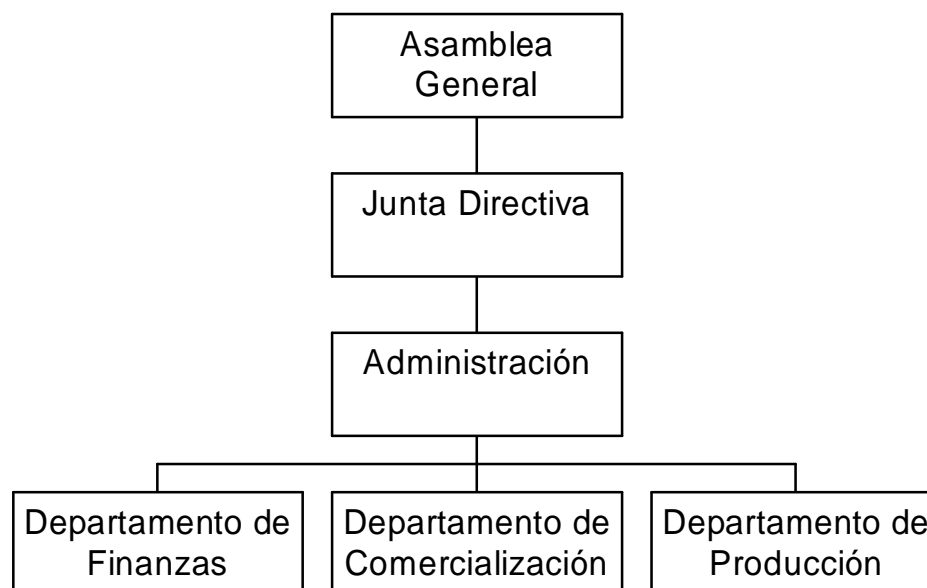 Asamblea
General
Junta Directiva
Administración
Departamento de
Finanzas
Departamento de
Comercialización
Departamento de
Producción